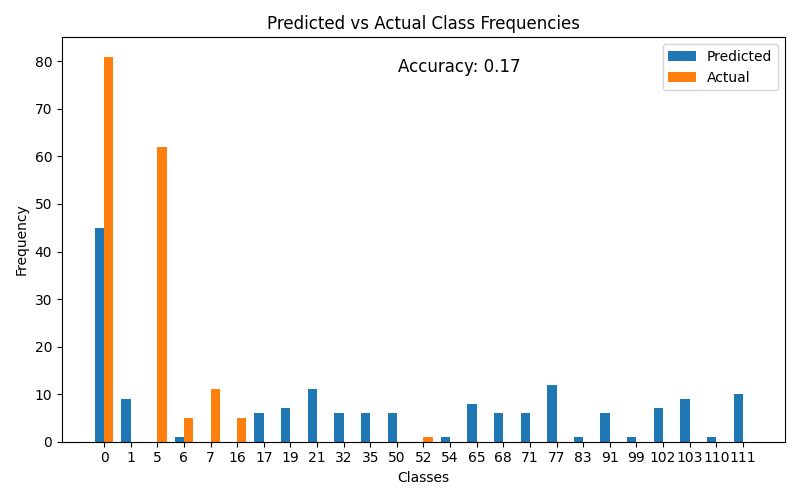 Predicted vs Actual Class Frequencies
Accuracy: 0.17
Predicted
Actual
Frequency
80
70
60
50
40
30
20
10
0
0 1 5 6 7 16 17 19 21 32 35 50 52 54 65 68 71 77 83 91 99 102 103 110 111
Classes